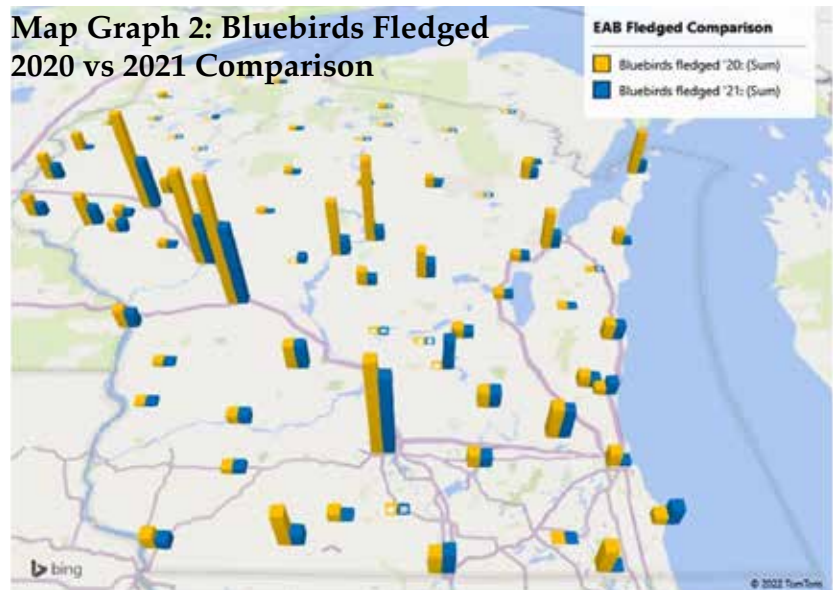 Map Graph 2: Bluebirds Fledged
2020 vs 2021 Comparison
EAB Fledged Comparison
Bluebirds fledged '20: (Sum)
Bluebirds fledged '21: (Sum)
bing
© 2022 TomTom